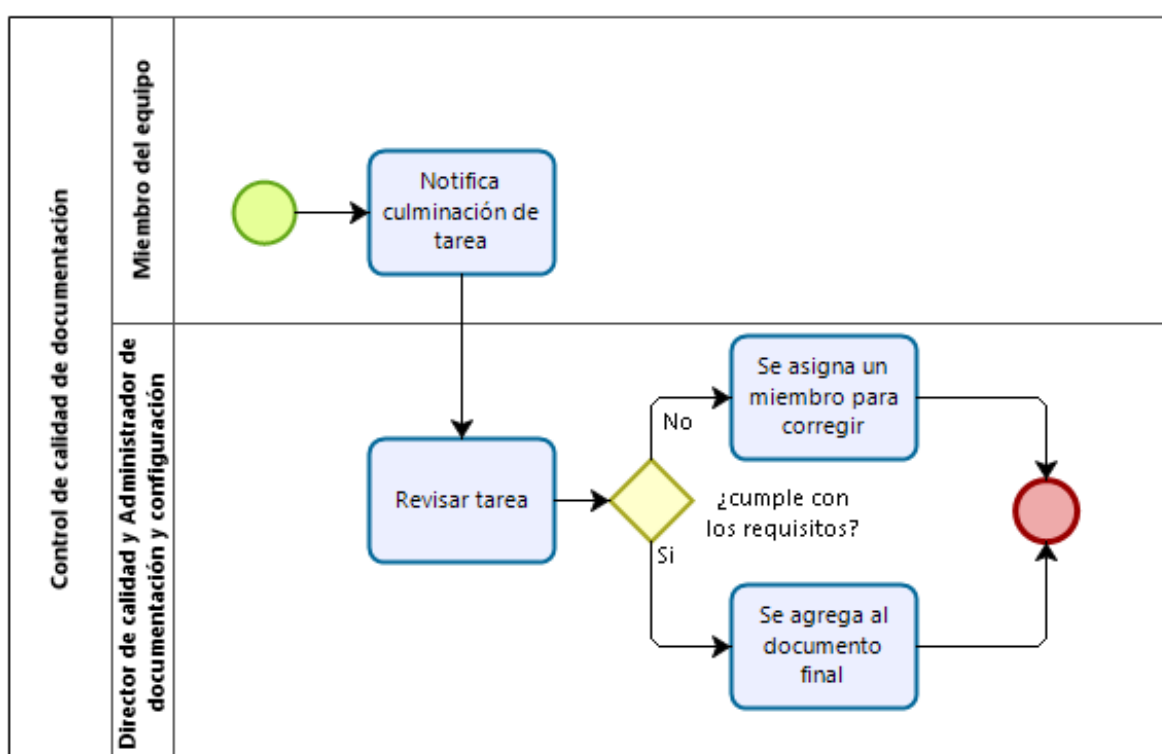 Control de calidad de documentación
Miembro del equipo
Notifica
culminación de
tarea
Director de calidad y Administrador de
documentación y configuración
Revisar tarea
No
Si
¿cumple con
los requisitos?
Se asigna un
miembro para
corregir
Se agrega al
documento
final